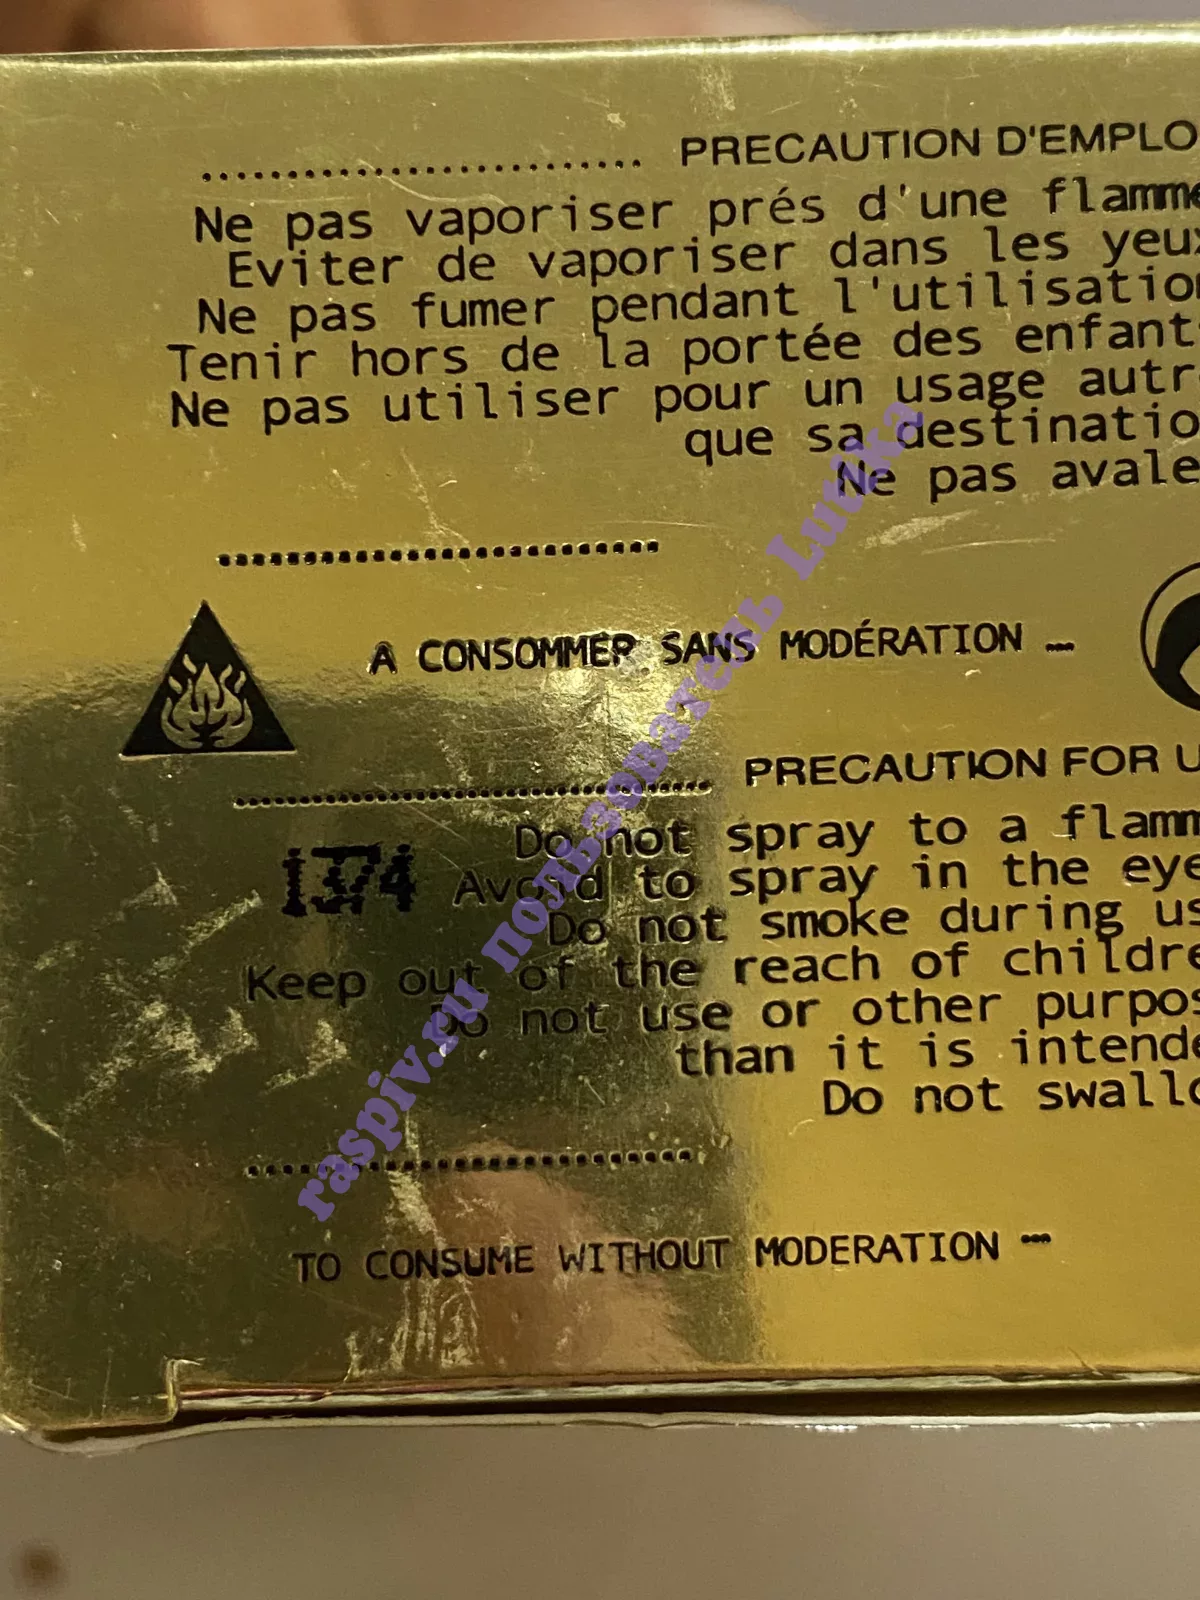 PRECAUTION D'EMPLO
Ne pas vaporiser prés d'une flamme
Eviter de vaporiser dans les yeux
Ne pas fumer pendant l'utilisation
Tenir hors de la portée des enfant
Ne pas utiliser pour un usage autre
que sa destinatio
Ne pas avale
A CONSOMMER SANS MODÉRATION
PRECAUTION FOR U
Do not spray to a flamm
Avoid to spray in the eye
Do not smoke during us
Keep out of the reach of childre
Do not use or other purpos
than it is intende
Do not swallo
TO CONSUME WITHOUT MODERATION
raspiv.ru пользователь Lutika